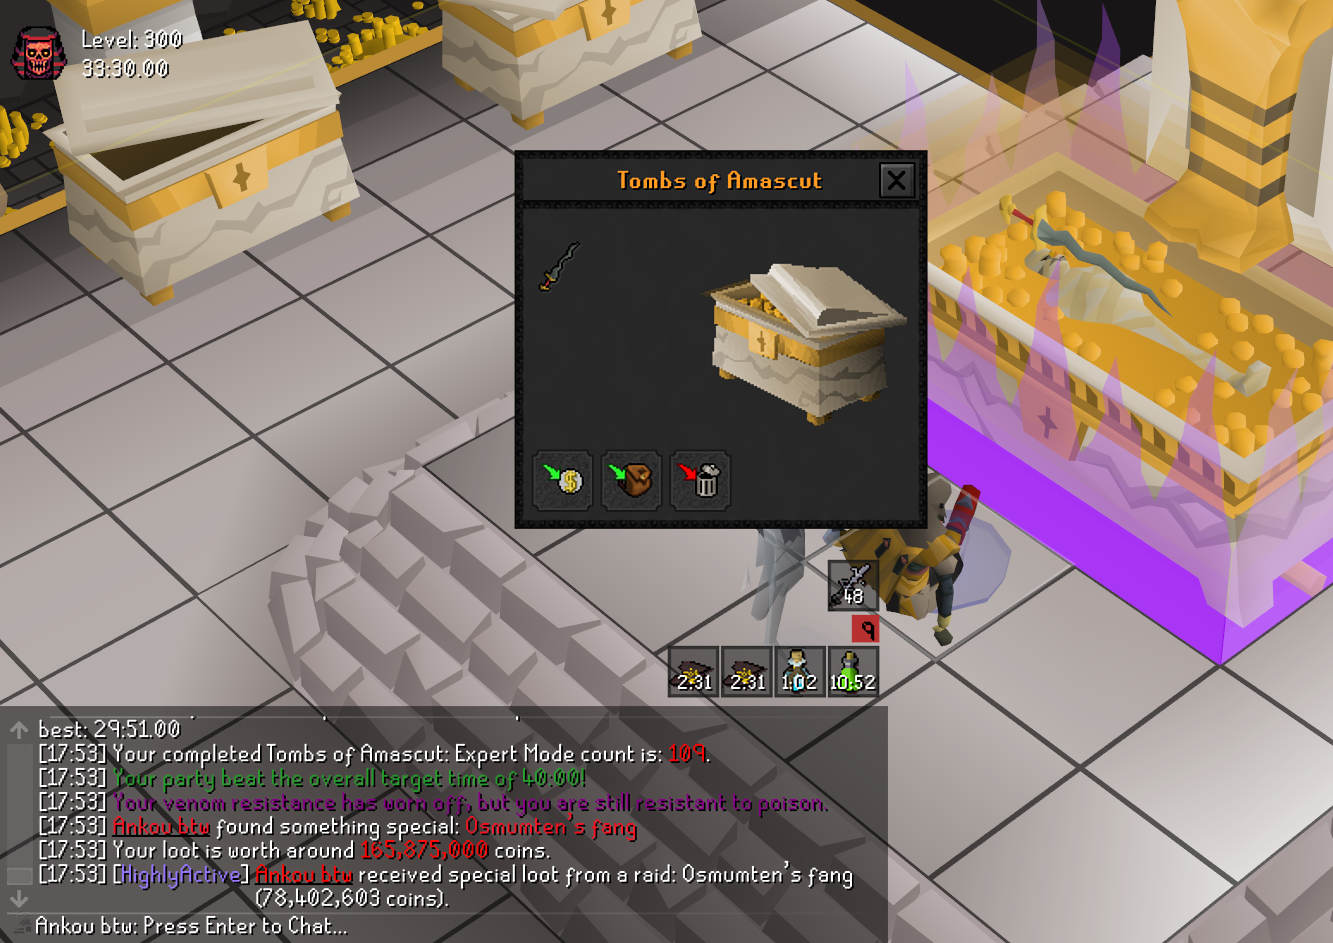 Level: 300
33:30.00
Tombs of Amascut
48
9
2:31
2:31
1:02
10:52
best: 29:51.00
[17:53] Your completed Tombs of Amascut: Expert Mode count is: 109.
[17:53] Your party beat the overall target time of 40:00!
[17:53] Your venom resistance has worn off, but you are still resistant to poison.
[17:53] Ankou btw found something special: Osmumten's fang
[17:53] Your loot is worth around 165,875,000 coins.
[17:53] [HighlyActive] Ankou btw received special loot from a raid: Osmumten's fang
(78,402,603 coins).
Ankou btw: Press Enter to Chat...